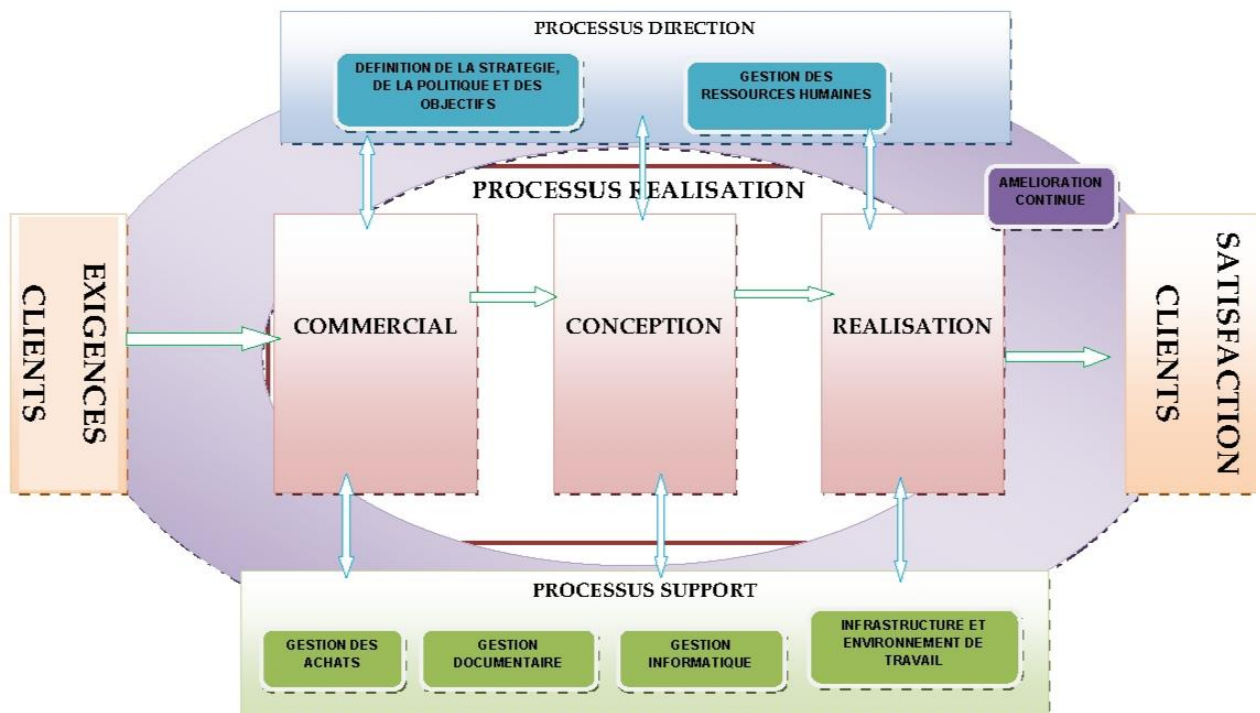 PROCESSUS DIRECTION
DEFINITION DE LA STRATEGIE,
DE LA POLITIQUE ET DES
OBJECTIFS
GESTION DES
RESSOURCES HUMAINES
AMELIORATION
CONTINUE
PROCESSUS REALISATION
EXIGENCES
CLIENTS
COMMERCIAL
CONCEPTION
REALISATION
SATISFACTION
CLIENTS
PROCESSUS SUPPORT
GESTION DES
ACHATS
GESTION
DOCUMENTAIRE
GESTION
INFORMATIQUE
INFRASTRUCTURE ET
ENVIRONNEMENT DE
TRAVAIL